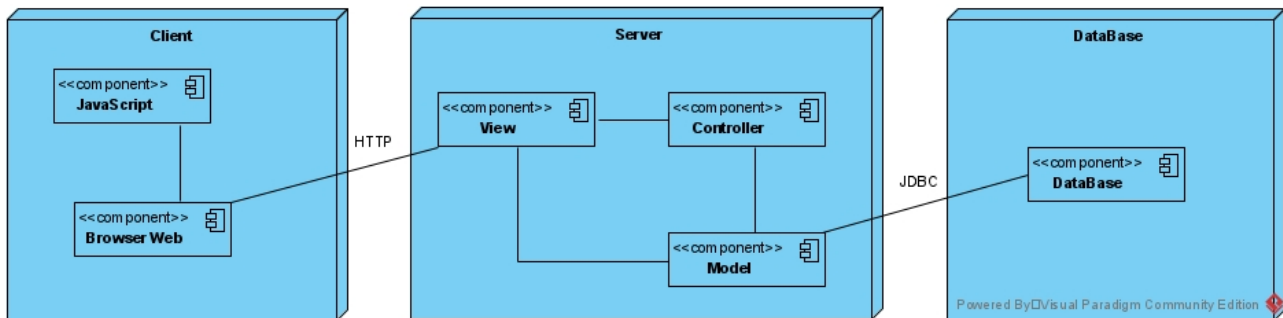 Client
<<component>>
JavaScript
<<component>>
Browser Web
HTTP
Server
<<component>>
View
<<component>>
Controller
<<component>>
Model
JDBC
DataBase
<<component>>
DataBase
Powered By□Visual Paradigm Community Edition